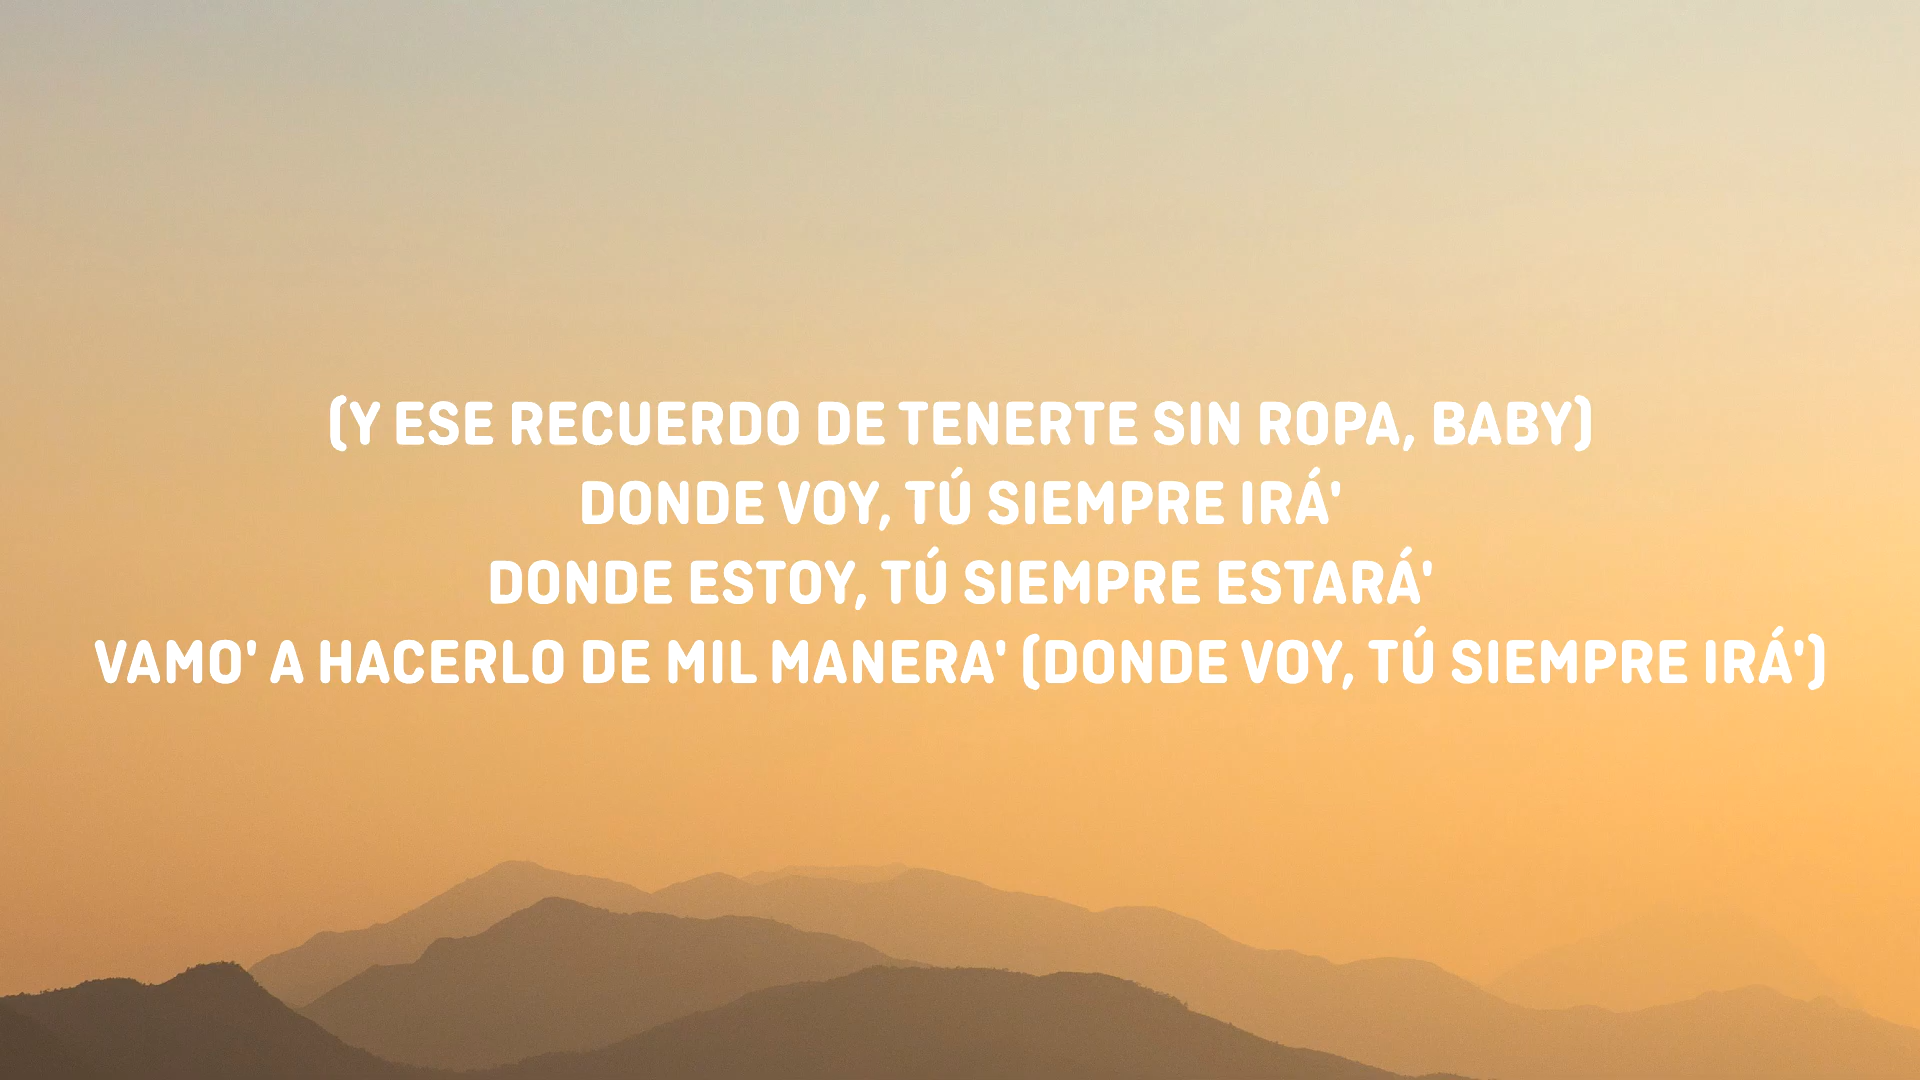 (Y ESE RECUERDO DE TENERTE SIN ROPA, BABY)
DONDE VOY, TÚ SIEMPRE IRÁ'
DONDE ESTOY, TÚ SIEMPRE ESTARÁ'
VAMO' A HACERLO DE MIL MANERA' (DONDE VOY, TÚ SIEMPRE IRÁ')